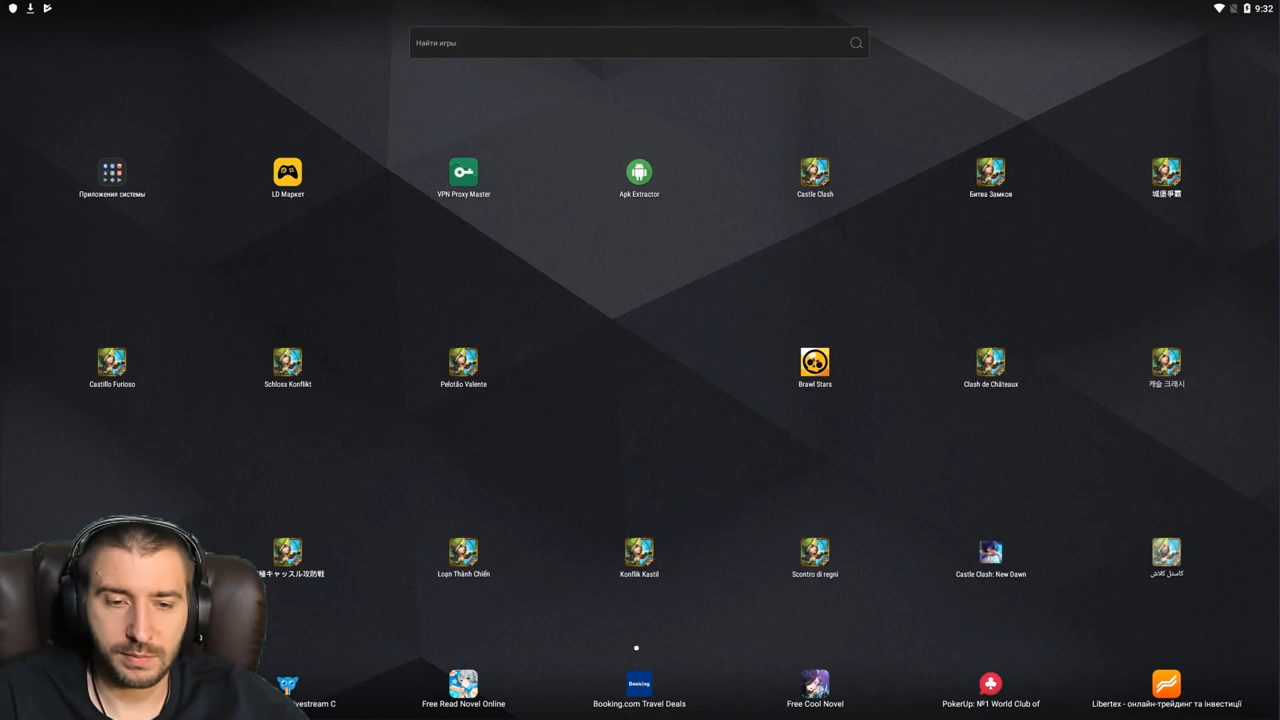 9:32
Найти игры
Приложения системы
LD Маркет
VPN Proxy Master
Apk Extractor
Castle Clash
Битва Замков
城堡爭霸
Castillo Furioso
Schloss Konflikt
Pelotão Valente
Brawl Stars
Clash de Châteaux
캐슬 크래시
極キャッスル攻防戦
Loạn Thành Chiến
Konflik Kastil
Scontro di regni
Castle Clash: New Dawn
كاستل كلاش
Booking
ivestream C
Free Read Novel Online
Booking.com Travel Deals
Free Cool Novel
PokerUp: №1 World Club of
Libertex - онлайн-трейдинг та інвестиції